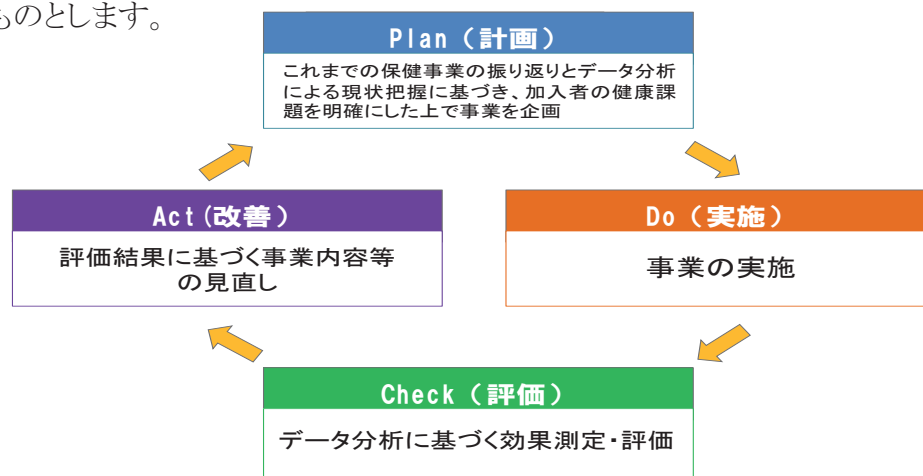 ものとします。
Plan（計画）
これまでの保健事業の振り返りとデータ分析
による現状把握に基づき、加入者の健康課
題を明確にした上で事業を企画
Act(改善）
評価結果に基づく事業内容等
の見直し
Do（実施）
事業の実施
Check（評価）
データ分析に基づく効果測定・評価